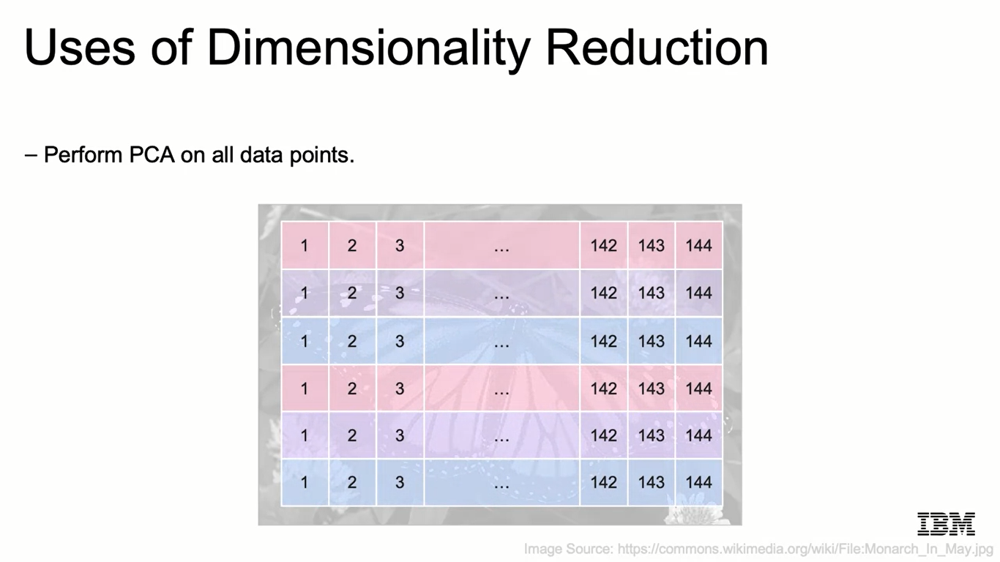 Uses of Dimensionality Reduction
– Perform PCA on all data points.
1 2 3 ... 142 143 144
1 2 3 ... 142 143 144
1 2 3 ... 142 143 144
1 2 3 ... 142 143 144
1 2 3 ... 142 143 144
1 2 3 ... 142 143 144
IBM
Image Source: https://commons.wikimedia.org/wiki/File:Monarch_In_May.jpg